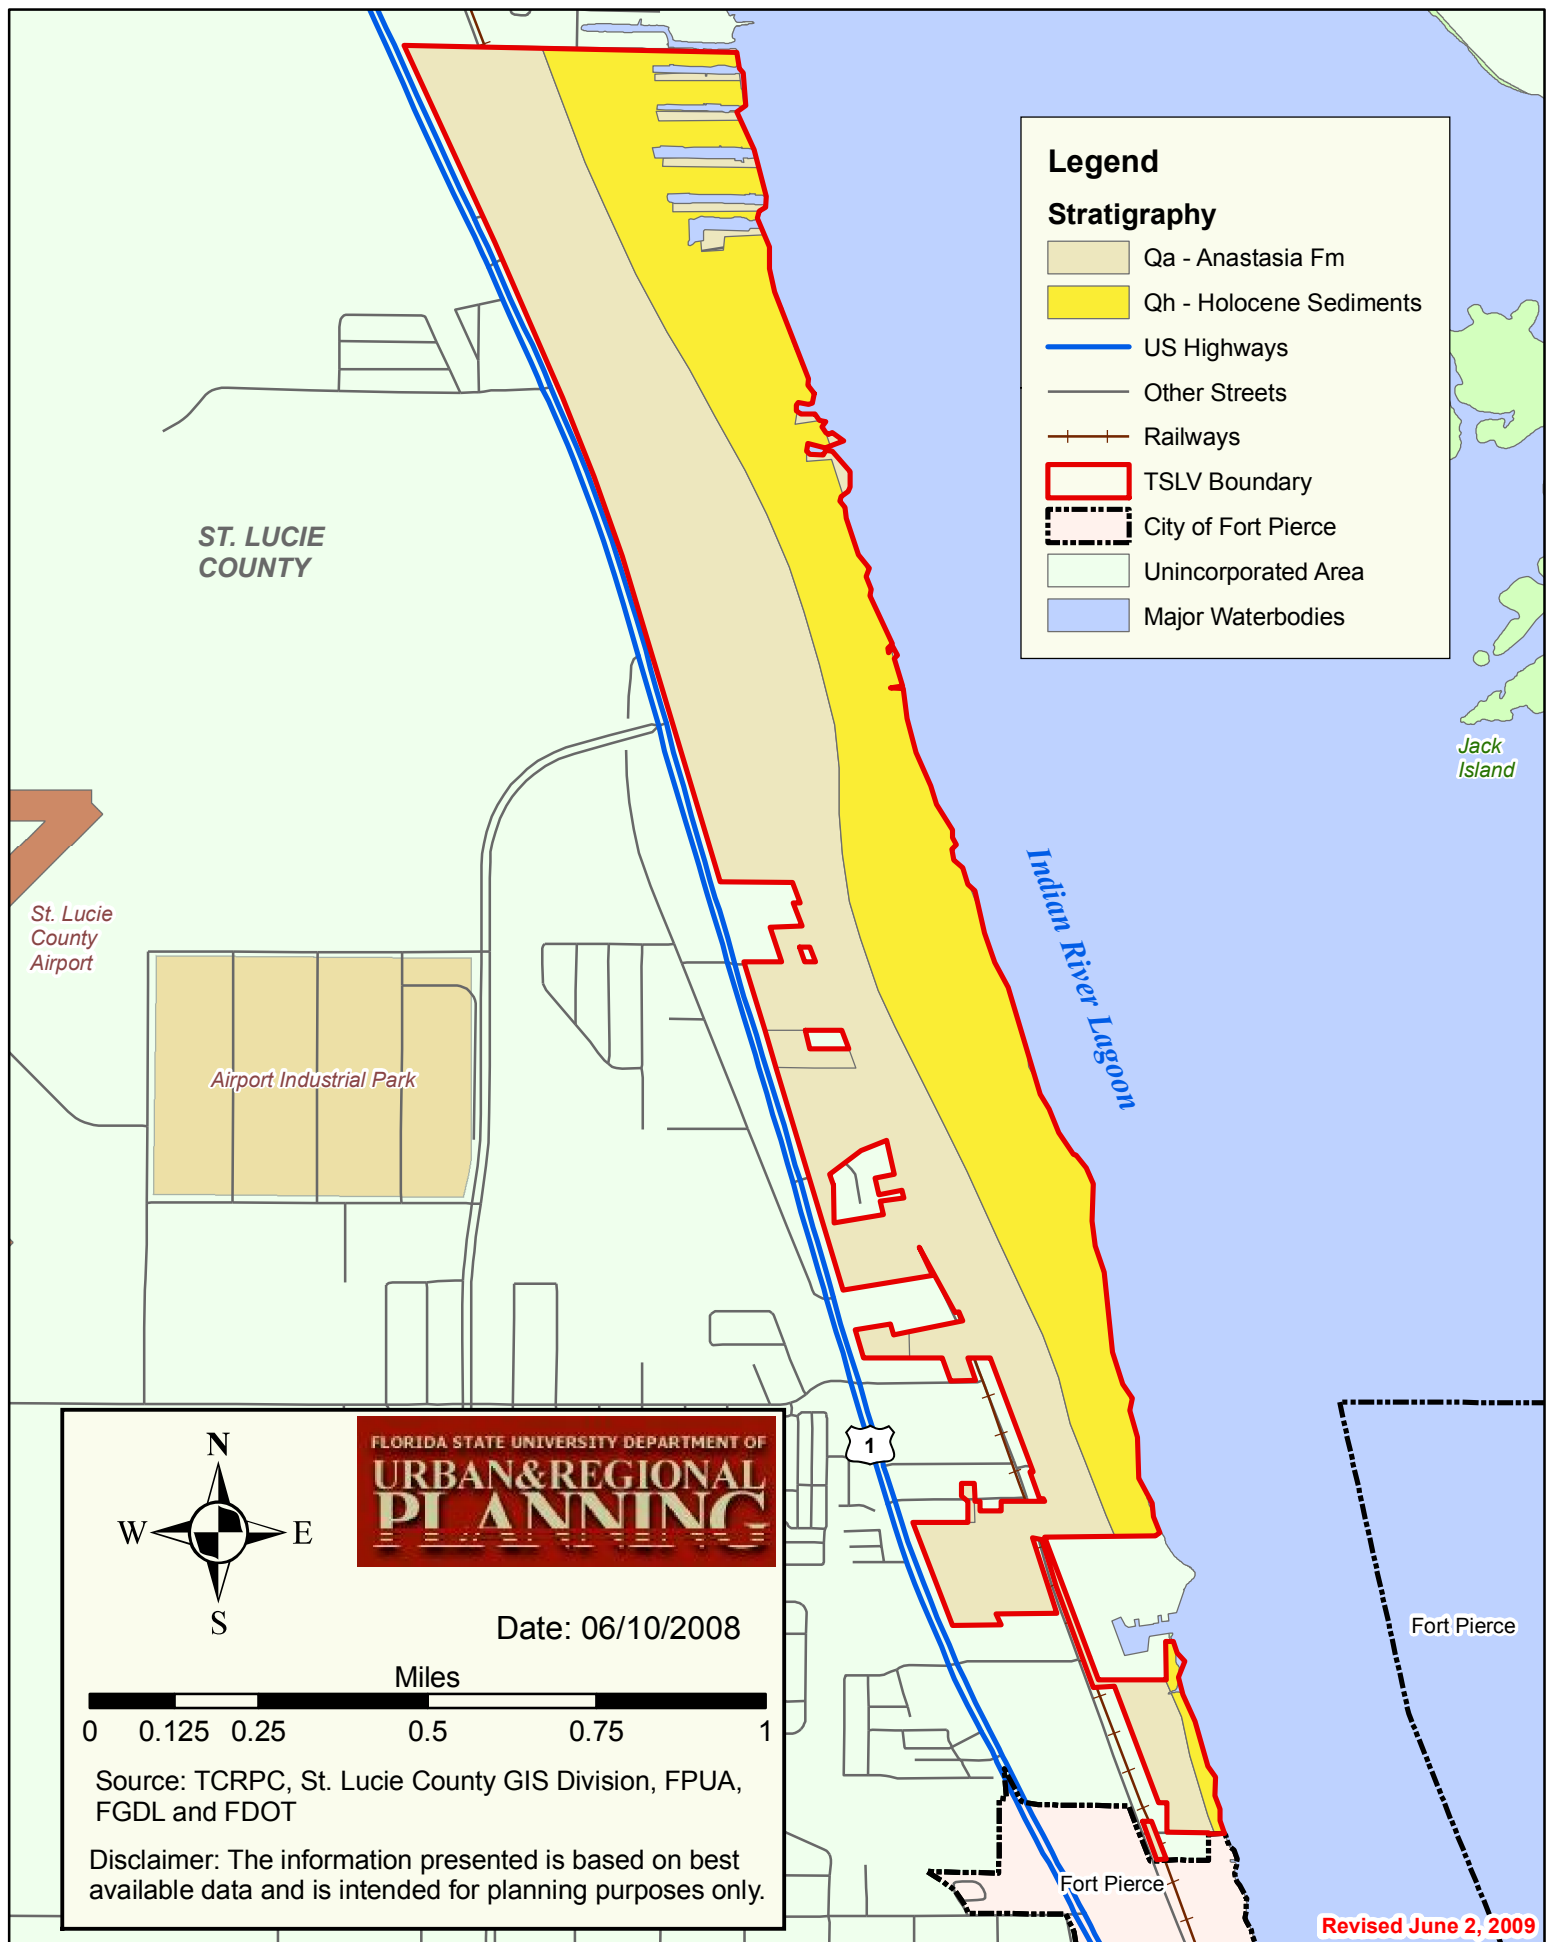 Legend
Stratigraphy
Qa - Anastasia Fm
Qh - Holocene Sediments
US Highways
Other Streets
Railways
TSLV Boundary
City of Fort Pierce
Unincorporated Area
Major Waterbodies
ST. LUCIE
COUNTY
Jack
Island
Indian River Lagoon
St. Lucie
County
Airport
Airport Industrial Park
1
N
W
E
S
FLORIDA STATE UNIVERSITY DEPARTMENT OF
URBAN&REGIONAL
PLANNING
Date: 06/10/2008
Miles
0 0.125 0.25 0.5 0.75 1
Source: TCRPC, St. Lucie County GIS Division, FPUA,
FGDL and FDOT
Disclaimer: The information presented is based on best
available data and is intended for planning purposes only.
Fort Pierce
Fort Pierce
Revised June 2, 2009